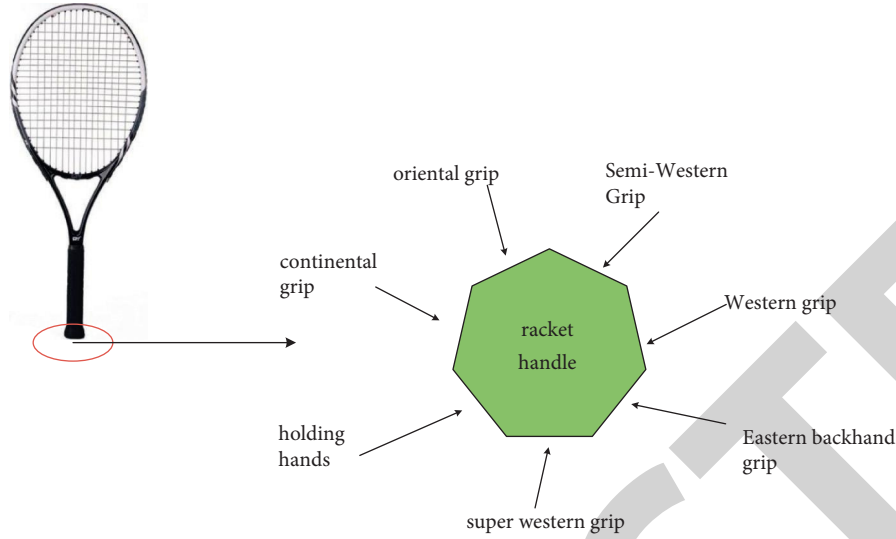 oriental grip
Semi-Western
Grip
continental
grip
Western grip
racket
handle
holding
hands
Eastern backhand
grip
super western grip